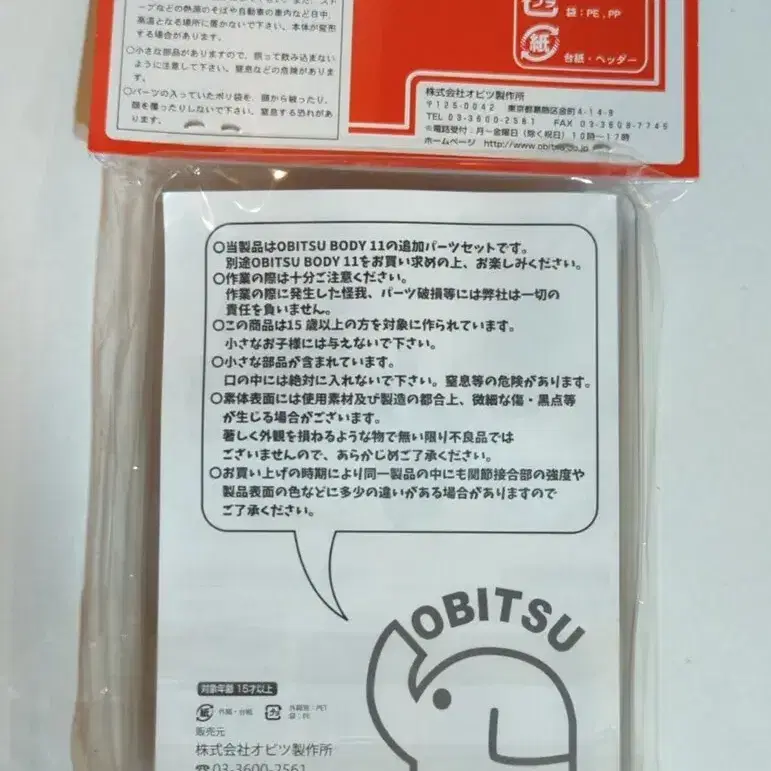 ープなどの熱源のそばや自動車の車内など日中、
高温となる場所に置かないで下さい。本体が変形
する場合があります。
○小さな部品がありますので、誤って飲み込まない
ように注意して下さい。窒息などの危険がありま
す。
○パーツの入っていたポリ袋を、頭から被ったり、
顔を覆ったりしないで下さい。窒息する恐れがあ
ります。
プラ
袋：PE , PP
紙
台紙・ヘッダー
株式会社オビツ製作所
〒125-0042 東京都葛飾区金町4-14-8
TEL 03-3600-2561 FAX 03-3608-7746
※電話受付：月〜金曜日（除く祝日）10時〜17時
ホームページ http://www.obitsu.co.jp
○当製品はOBITSU BODY 11の追加パーツセットです。
別途OBITSU BODY 11をお買い求めの上、お楽しみください。
○作業の際は十分ご注意ください。
作業の際に発生した怪我、パーツ破損等には弊社は一切の
責任を負いません。
○この商品は15 歳以上の方を対象に作られています。
小さなお子様には与えないで下さい。
○小さな部品が含まれています。
口の中には絶対に入れないで下さい。窒息等の危険があります。
○素体表面には使用素材及び製造の都合上、微細な傷・黒点等
が生じる場合がございます。
著しく外観を損ねるような物で無い限り不良品では
ございませんので、あらかじめご了承ください。
○お買い上げの時期により同一製品の中にも関節接合部の強度や
製品表面の色などに多少の違いがある場合がありますので
ご了承ください。
OBITSU
対象年齢 15才以上
紙 外紙・台紙 プラ 外装箱：PET
袋：PE
販売元
株式会社オビツ製作所
☎03-3600-2561